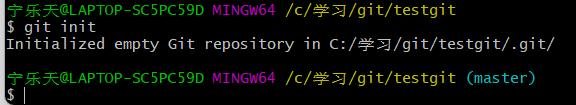 宁乐天@LAPTOP-SC5PC59D MINGW64 /c/学习/git/testgit
$ git init
Initialized empty Git repository in C:/学习/git/testgit/.git/
宁乐天@LAPTOP-SC5PC59D MINGW64 /c/学习/git/testgit (master)
$